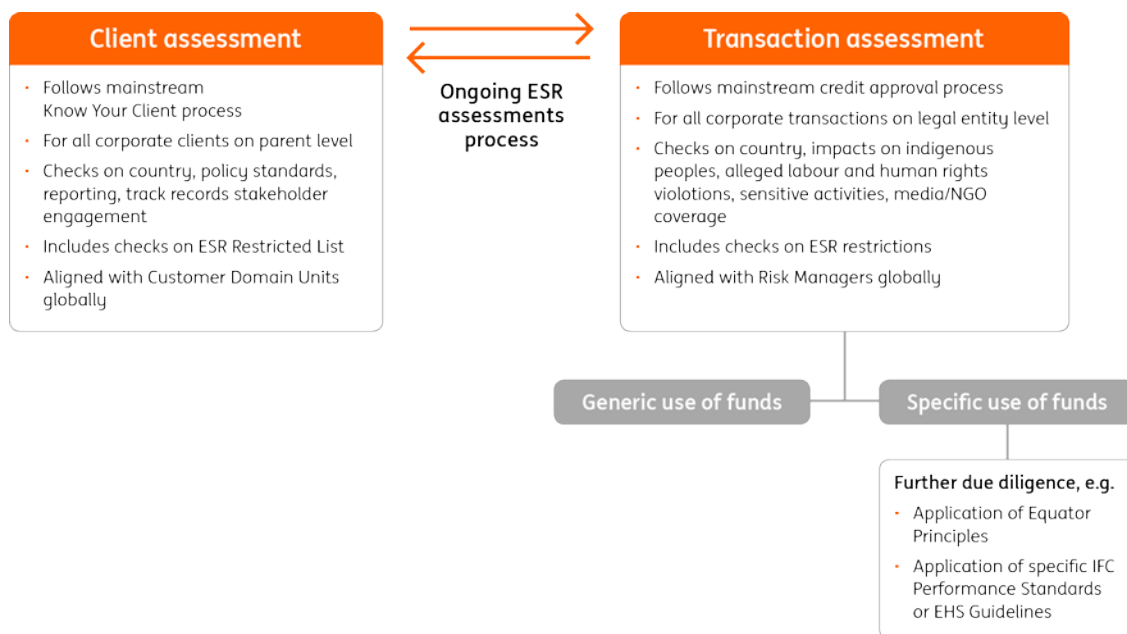 Client assessment
• Follows mainstream
Know Your Client process
• For all corporate clients on parent level
• Checks on country, policy standards,
reporting, track records stakeholder
engagement
• Includes checks on ESR Restricted List
• Aligned with Customer Domain Units
globally
Ongoing ESR
assessments
process
Transaction assessment
• Follows mainstream credit approval process
• For all corporate transactions on legal entity level
• Checks on country, impacts on indigenous
peoples, alleged labour and human rights
violotions, sensitive activities, media/NGO
coverage
• Includes checks on ESR restrictions
• Aligned with Risk Managers globally
Generic use of funds
Specific use of funds
Further due diligence, e.g.
• Application of Equator
Principles
• Application of specific IFC
Performance Standards
or EHS Guidelines